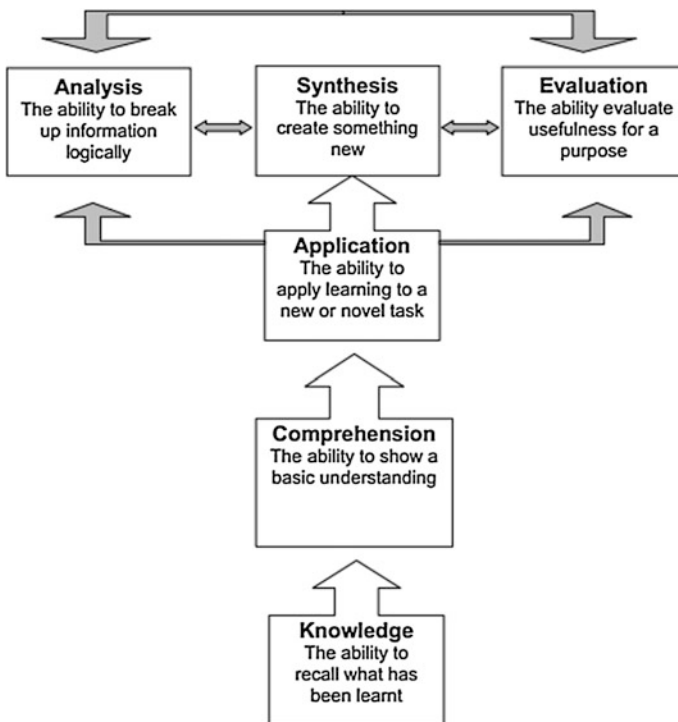 Analysis
The ability to break
up information
logically
Synthesis
The ability to
create something
new
Evaluation
The ability evaluate
usefulness for a
purpose
Application
The ability to
apply learning to a
new or novel task
Comprehension
The ability to show a
basic understanding
Knowledge
The ability to
recall what has
been learnt